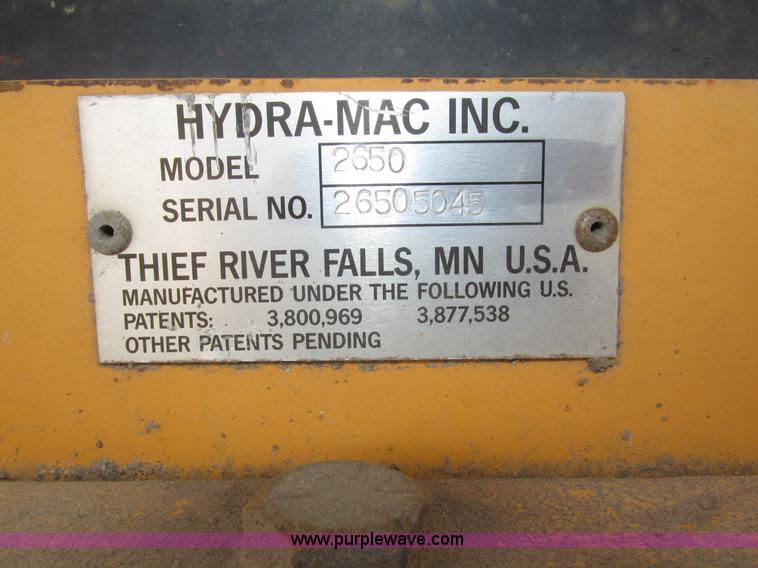 HYDRA-MAC INC.
MODEL 2650
SERIAL NO. 26505045
THIEF RIVER FALLS, MN U.S.A.
MANUFACTURED UNDER THE FOLLOWING U.S.
PATENTS: 3,800,969 3,877,538
OTHER PATENTS PENDING
www.purplewave.com